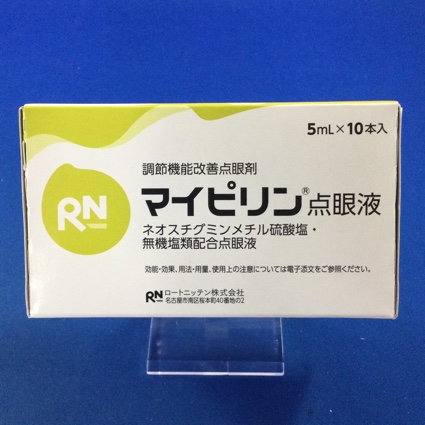 5mL×10本入
調節機能改善点眼剤
RN
マイピリン®点眼液
ネオスチグミンメチル硫酸塩・
無機塩類配合点眼液
効能・効果、用法・用量、使用上の注意については電子添文をご参照ください。
RN ロートニッテン株式会社
名古屋市南区桜本町40番地の2